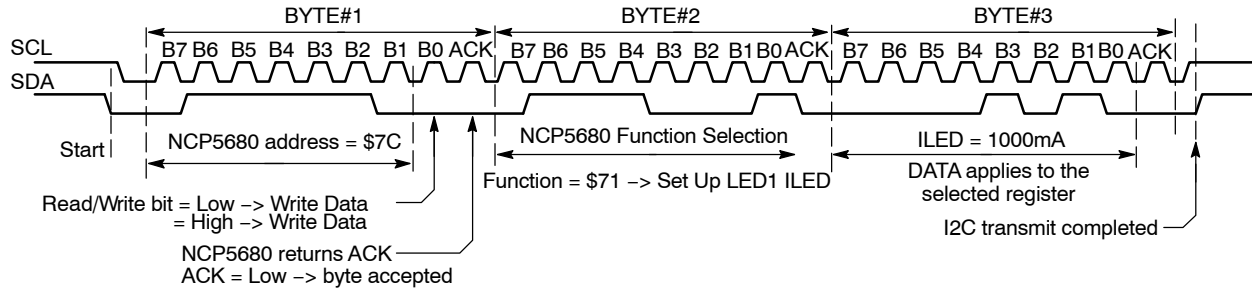 BYTE#1 BYTE#2 BYTE#3
SCL B7 B6 B5 B4 B3 B2 B1 B0 ACK B7 B6 B5 B4 B3 B2 B1 B0 ACK B7 B6 B5 B4 B3 B2 B1 B0 ACK
SDA
Start NCP5680 address = $7C NCP5680 Function Selection ILED = 1000mA
Function = $71 −> Set Up LED1 ILED DATA applies to the
selected register
Read/Write bit = Low −> Write Data
= High −> Write Data
I2C transmit completed
NCP5680 returns ACK
ACK = Low −> byte accepted